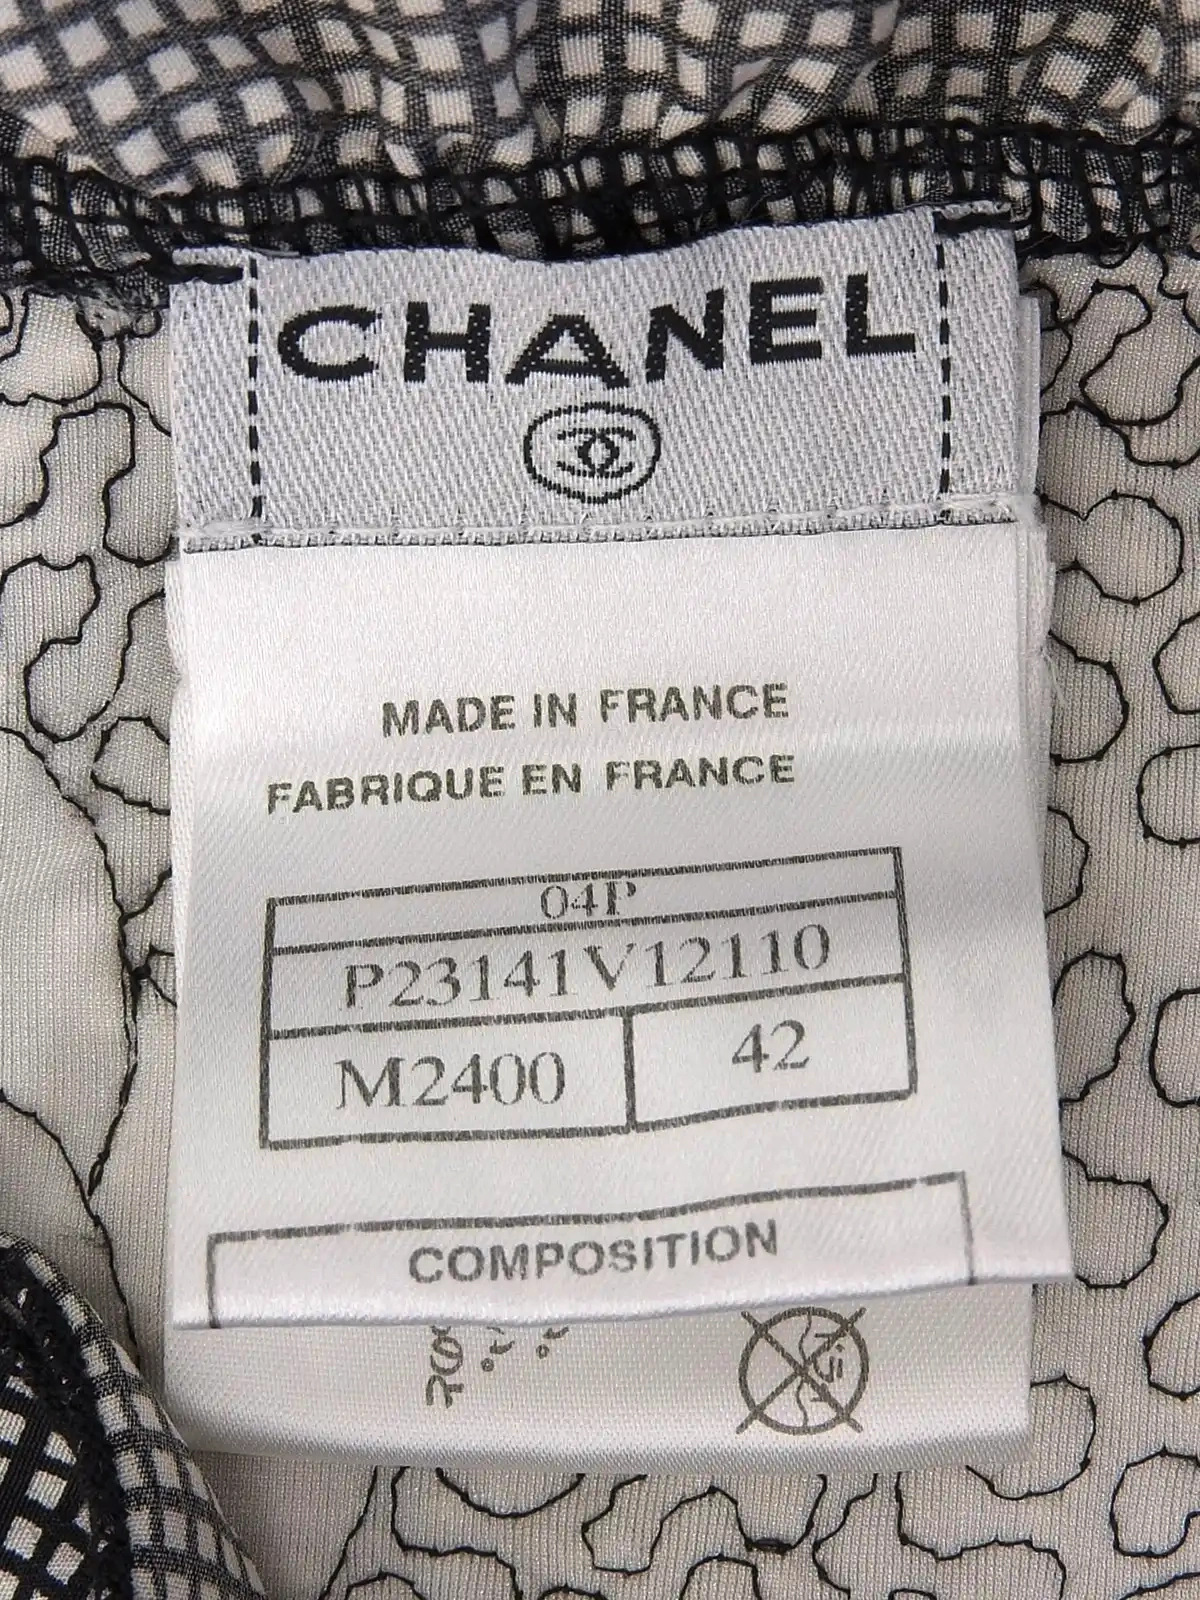 CHANEL
MADE IN FRANCE
FABRIQUE EN FRANCE
04P
P23141V12110
M2400 42
COMPOSITION